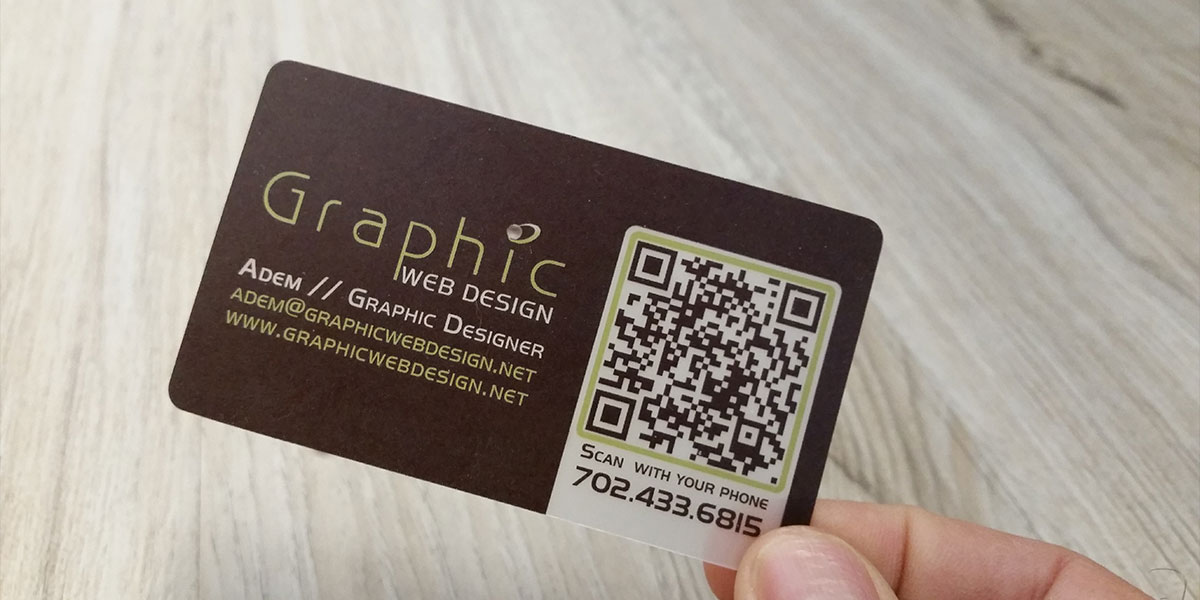 Graphic
WEB DESIGN
Adem // Graphic Designer
adem@graphicwebdesign.net
www.graphicwebdesign.net
Scan with your phone
702.433.6815